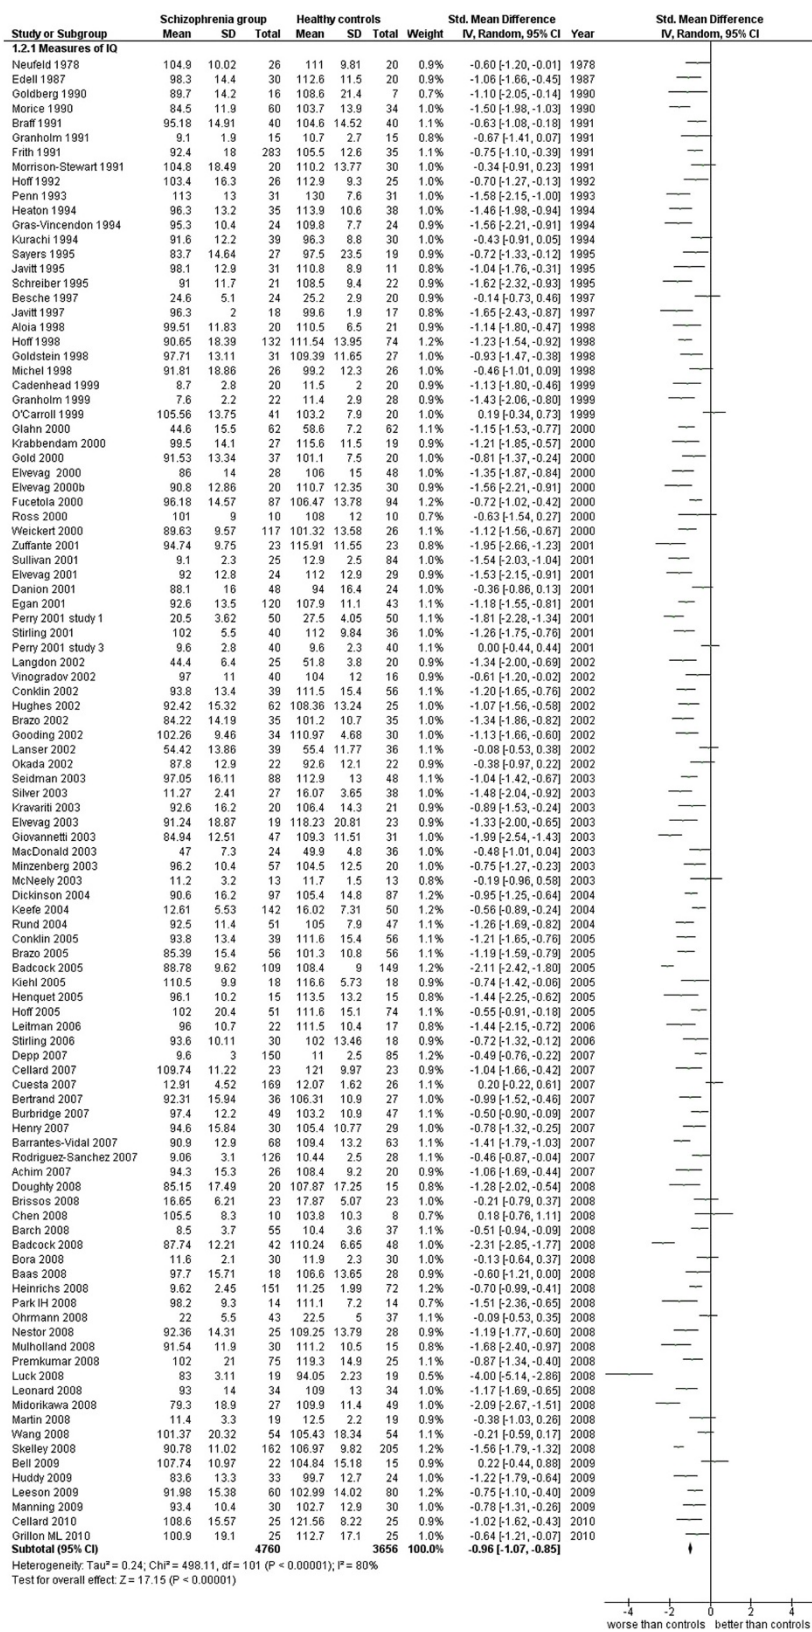 Schizophrenia group Healthy controls Std. Mean Difference Std. Mean Difference
Study or Subgroup Mean SD Total Mean SD Total Weight IV, Random, 95% CI Year IV, Random, 95% CI
1.2.1 Measures of IQ
Neufeld 1978 104.9 10.02 26 111 9.81 20 0.9% -0.60 [-1.20, -0.01] 1978
Edell 1987 98.3 14.4 30 112.6 11.5 20 0.9% -1.06 [-1.66, -0.45] 1987
Goldberg 1990 89.7 14.2 16 108.6 21.4 7 0.7% -1.10 [-2.05, -0.14] 1990
Morice 1990 84.5 11.9 60 103.7 13.9 34 1.0% -1.50 [-1.98, -1.03] 1990
Braff 1991 95.18 14.91 40 104.6 14.52 40 1.0% -0.63 [-1.08, -0.18] 1991
Granholm 1991 9.1 1.9 15 10.7 2.7 15 0.8% -0.67 [-1.41, 0.07] 1991
Frith 1991 92.4 18 283 105.5 12.6 35 1.1% -0.75 [-1.10, -0.39] 1991
Morrison-Stewart 1991 104.8 18.49 20 110.2 13.77 30 1.0% -0.34 [-0.91, 0.23] 1991
Hoff 1992 103.4 16.3 26 112.9 9.3 25 1.0% -0.70 [-1.27, -0.13] 1992
Penn 1993 113 13 31 130 7.6 31 1.0% -1.58 [-2.15, -1.00] 1993
Heaton 1994 96.3 13.2 35 113.9 10.6 38 1.0% -1.46 [-1.98, -0.94] 1994
Gras-Vincendon 1994 95.3 10.4 24 109.8 7.7 24 0.9% -1.56 [-2.21, -0.91] 1994
Kurachi 1994 91.6 12.2 39 96.3 8.8 30 1.0% -0.43 [-0.91, 0.05] 1994
Sayers 1995 83.7 14.64 27 97.5 23.5 19 0.9% -0.72 [-1.33, -0.12] 1995
Javitt 1995 98.1 12.9 31 110.8 8.9 11 0.8% -1.04 [-1.76, -0.31] 1995
Schreiber 1995 91 11.7 21 108.5 9.4 22 0.9% -1.62 [-2.32, -0.93] 1995
Besche 1997 24.6 5.1 24 25.2 2.9 20 0.9% -0.14 [-0.73, 0.46] 1997
Javitt 1997 96.3 2 18 99.6 1.9 17 0.8% -1.65 [-2.43, -0.87] 1997
Aloia 1998 99.51 11.83 20 110.5 6.5 21 0.9% -1.14 [-1.80, -0.47] 1998
Hoff 1998 90.65 18.39 132 111.54 13.95 74 1.2% -1.23 [-1.54, -0.92] 1998
Goldstein 1998 97.71 13.11 31 109.39 11.65 27 1.0% -0.93 [-1.47, -0.38] 1998
Michel 1998 91.81 18.86 26 99.2 12.3 26 1.0% -0.46 [-1.01, 0.09] 1998
Cadenhead 1999 8.7 2.8 20 11.5 2 20 0.9% -1.13 [-1.80, -0.46] 1999
Granholm 1999 7.6 2.2 22 11.4 2.9 28 0.9% -1.43 [-2.06, -0.80] 1999
O'Carroll 1999 105.56 13.75 41 103.2 7.9 20 1.0% 0.19 [-0.34, 0.73] 1999
Glahn 2000 44.6 15.5 62 58.6 7.2 62 1.1% -1.15 [-1.53, -0.77] 2000
Krabbendam 2000 99.5 14.1 27 115.6 11.5 19 0.9% -1.21 [-1.85, -0.57] 2000
Gold 2000 91.53 13.34 37 101.1 7.5 20 1.0% -0.81 [-1.37, -0.24] 2000
Elvevag 2000 86 14 28 106 15 48 1.0% -1.35 [-1.87, -0.84] 2000
Elvevag 2000b 90.8 12.86 20 110.7 12.35 30 0.9% -1.56 [-2.21, -0.91] 2000
Fucetola 2000 96.18 14.57 87 106.47 13.78 94 1.2% -0.72 [-1.02, -0.42] 2000
Ross 2000 101 9 10 108 12 10 0.7% -0.63 [-1.54, 0.27] 2000
Weickert 2000 89.63 9.57 117 101.32 13.58 26 1.0% -1.12 [-1.56, -0.67] 2000
Zuffante 2001 94.74 9.75 23 115.91 11.55 23 0.8% -1.95 [-2.66, -1.23] 2001
Sullivan 2001 9.1 2.3 25 12.9 2.5 84 1.0% -1.54 [-2.03, -1.04] 2001
Elvevag 2001 92 12.8 24 112 12.9 29 0.9% -1.53 [-2.15, -0.91] 2001
Danion 2001 88.1 16 48 94 16.4 24 1.0% -0.36 [-0.86, 0.13] 2001
Egan 2001 92.6 13.5 120 107.9 11.1 43 1.1% -1.18 [-1.55, -0.81] 2001
Perry 2001 study 1 20.5 3.62 50 27.5 4.05 50 1.0% -1.81 [-2.28, -1.34] 2001
Stirling 2001 102 5.5 40 112 9.84 36 1.0% -1.26 [-1.75, -0.76] 2001
Perry 2001 study 3 9.6 2.8 40 9.6 2.3 40 1.0% 0.00 [-0.44, 0.44] 2001
Langdon 2002 44.4 6.4 25 51.8 3.8 20 0.9% -1.34 [-2.00, -0.69] 2002
Vinogradov 2002 97 11 40 104 12 16 0.9% -0.61 [-1.20, -0.02] 2002
Conklin 2002 93.8 13.4 39 111.5 15.4 56 1.0% -1.20 [-1.65, -0.76] 2002
Hughes 2002 92.42 15.32 62 108.36 13.24 25 1.0% -1.07 [-1.56, -0.58] 2002
Brazo 2002 84.22 14.19 35 101.2 10.7 35 1.0% -1.34 [-1.86, -0.82] 2002
Gooding 2002 102.26 9.46 34 110.97 4.68 30 1.0% -1.13 [-1.66, -0.60] 2002
Lanser 2002 54.42 13.86 39 55.4 11.77 36 1.0% -0.08 [-0.53, 0.38] 2002
Okada 2002 87.8 12.9 22 92.6 12.1 22 0.9% -0.38 [-0.97, 0.22] 2002
Seidman 2003 97.05 16.11 88 112.9 13 48 1.1% -1.04 [-1.42, -0.67] 2003
Silver 2003 11.27 2.41 27 16.07 3.65 38 1.0% -1.48 [-2.04, -0.92] 2003
Kravariti 2003 92.6 16.2 20 106.4 14.3 21 0.9% -0.89 [-1.53, -0.24] 2003
Elvevag 2003 91.24 18.87 19 118.23 20.81 23 0.9% -1.33 [-2.00, -0.65] 2003
Giovannetti 2003 84.94 12.51 47 109.3 11.51 31 1.0% -1.99 [-2.54, -1.43] 2003
MacDonald 2003 47 7.3 24 49.9 4.8 36 1.0% -0.48 [-1.01, 0.04] 2003
Minzenberg 2003 96.2 10.4 57 104.5 12.5 20 1.0% -0.75 [-1.27, -0.23] 2003
McNeely 2003 11.2 3.2 13 11.7 1.5 13 0.8% -0.19 [-0.96, 0.58] 2003
Dickinson 2004 90.6 16.2 97 105.4 14.8 87 1.2% -0.95 [-1.25, -0.64] 2004
Keefe 2004 12.61 5.53 142 16.02 7.31 50 1.1% -0.56 [-0.89, -0.24] 2004
Rund 2004 92.5 11.4 51 105 7.9 47 1.1% -1.26 [-1.69, -0.82] 2004
Conklin 2005 93.8 13.4 39 111.6 15.4 56 1.0% -1.21 [-1.65, -0.76] 2005
Brazo 2005 85.39 15.4 56 101.3 10.8 56 1.1% -1.19 [-1.59, -0.79] 2005
Badcock 2005 88.78 9.62 109 108.4 9 149 1.2% -2.11 [-2.42, -1.80] 2005
Kiehl 2005 110.5 9.9 18 116.6 5.73 18 0.9% -0.74 [-1.42, -0.06] 2005
Henquet 2005 96.1 10.2 15 113.5 13.2 15 0.8% -1.44 [-2.25, -0.62] 2005
Hoff 2005 102 20.4 51 111.6 15.1 74 1.1% -0.55 [-0.91, -0.18] 2005
Leitman 2006 96 10.7 22 111.5 10.4 17 0.8% -1.44 [-2.15, -0.72] 2006
Stirling 2006 93.6 10.11 30 102 13.46 18 0.9% -0.72 [-1.32, -0.12] 2006
Depp 2007 9.6 3 150 11 2.5 85 1.2% -0.49 [-0.76, -0.22] 2007
Cellard 2007 109.74 11.22 23 121 9.97 23 0.9% -1.04 [-1.66, -0.42] 2007
Cuesta 2007 12.91 4.52 169 12.07 1.62 26 1.1% 0.20 [-0.22, 0.61] 2007
Bertrand 2007 92.31 15.94 36 106.31 10.9 27 1.0% -0.99 [-1.52, -0.46] 2007
Burbridge 2007 97.4 12.2 49 103.2 10.9 47 1.1% -0.50 [-0.90, -0.09] 2007
Henry 2007 94.6 15.84 30 105.4 10.77 29 1.0% -0.78 [-1.32, -0.25] 2007
Barrantes-Vidal 2007 90.9 12.9 68 109.4 13.2 63 1.1% -1.41 [-1.79, -1.03] 2007
Rodriguez-Sanchez 2007 9.06 3.1 126 10.44 2.5 28 1.1% -0.46 [-0.87, -0.04] 2007
Achim 2007 94.3 15.3 26 108.4 9.2 20 0.9% -1.06 [-1.69, -0.44] 2007
Doughty 2008 85.15 17.49 20 107.87 17.25 15 0.8% -1.28 [-2.02, -0.54] 2008
Brissos 2008 16.65 6.21 23 17.87 5.07 23 0.9% -0.21 [-0.79, 0.37] 2008
Chen 2008 105.5 8.3 10 103.8 10.3 8 0.7% 0.18 [-0.76, 1.11] 2008
Barch 2008 8.5 3.7 55 10.4 3.6 37 1.1% -0.51 [-0.94, -0.09] 2008
Badcock 2008 87.74 12.21 42 110.24 6.65 48 1.0% -2.31 [-2.85, -1.77] 2008
Bora 2008 11.6 2.1 30 11.9 2.3 30 1.0% -0.13 [-0.64, 0.37] 2008
Baas 2008 97.7 15.71 18 106.6 13.65 28 0.9% -0.60 [-1.21, 0.00] 2008
Heinrichs 2008 9.62 2.45 151 11.25 1.99 72 1.2% -0.70 [-0.99, -0.41] 2008
Park IH 2008 98.2 9.3 14 111.1 7.2 14 0.7% -1.51 [-2.36, -0.65] 2008
Ohrmann 2008 22 5.5 43 22.5 5 37 1.0% -0.09 [-0.53, 0.35] 2008
Nestor 2008 92.36 14.31 25 109.25 13.79 28 0.9% -1.19 [-1.77, -0.60] 2008
Mulholland 2008 91.54 11.9 30 111.2 10.5 15 0.8% -1.68 [-2.40, -0.97] 2008
Premkumar 2008 102 21 75 119.3 14.9 25 1.0% -0.87 [-1.34, -0.40] 2008
Luck 2008 83 3.11 19 94.05 2.23 19 0.5% -4.00 [-5.14, -2.86] 2008
Leonard 2008 93 14 34 109 13 34 1.0% -1.17 [-1.69, -0.65] 2008
Midorikawa 2008 79.3 18.9 27 109.9 11.4 49 0.9% -2.09 [-2.67, -1.51] 2008
Martin 2008 11.4 3.3 19 12.5 2.2 19 0.9% -0.38 [-1.03, 0.26] 2008
Wang 2008 101.37 20.32 54 105.43 18.34 54 1.1% -0.21 [-0.59, 0.17] 2008
Skelley 2008 90.78 11.02 162 106.97 9.82 205 1.2% -1.56 [-1.79, -1.32] 2008
Bell 2009 107.74 10.97 22 104.84 15.18 15 0.9% 0.22 [-0.44, 0.88] 2009
Huddy 2009 83.6 13.3 33 99.7 12.7 24 0.9% -1.22 [-1.79, -0.64] 2009
Leeson 2009 91.98 15.38 60 102.99 14.02 80 1.1% -0.75 [-1.10, -0.40] 2009
Manning 2009 93.4 10.4 30 102.7 12.9 30 1.0% -0.78 [-1.31, -0.26] 2009
Cellard 2010 108.6 15.57 25 121.56 8.22 25 0.9% -1.02 [-1.62, -0.43] 2010
Grillon ML 2010 100.9 19.1 25 112.7 17.1 25 0.9% -0.64 [-1.21, -0.07] 2010
Subtotal (95% CI) 4760 3656 100.0% -0.96 [-1.07, -0.85]
Heterogeneity: Tau² = 0.24; Chi² = 498.11, df = 101 (P < 0.00001); I² = 80%
Test for overall effect: Z = 17.15 (P < 0.00001)
-4 -2 0 2 4
worse than controls better than controls